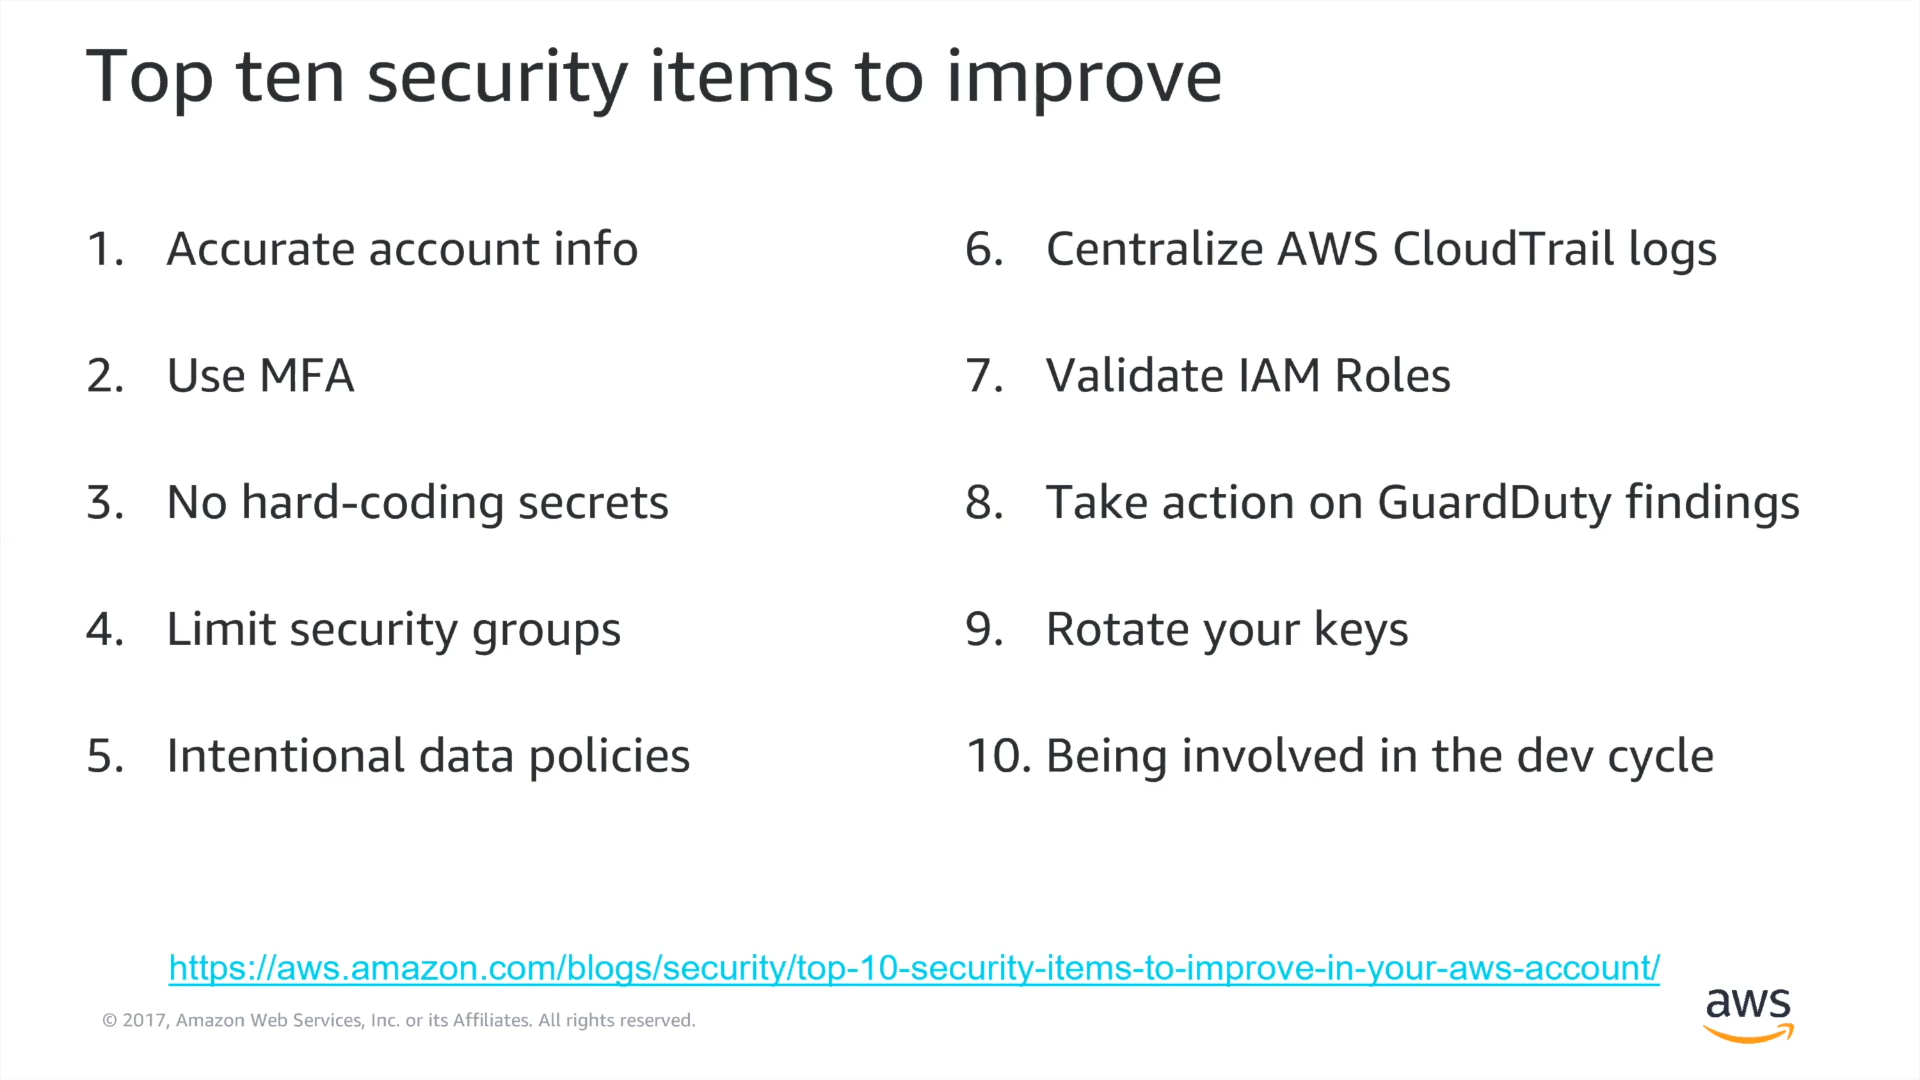 Top ten security items to improve
1. Accurate account info
2. Use MFA
3. No hard-coding secrets
4. Limit security groups
5. Intentional data policies
6. Centralize AWS CloudTrail logs
7. Validate IAM Roles
8. Take action on GuardDuty findings
9. Rotate your keys
10. Being involved in the dev cycle
https://aws.amazon.com/blogs/security/top-10-security-items-to-improve-in-your-aws-account/
© 2017, Amazon Web Services, Inc. or its Affiliates. All rights reserved.
aws